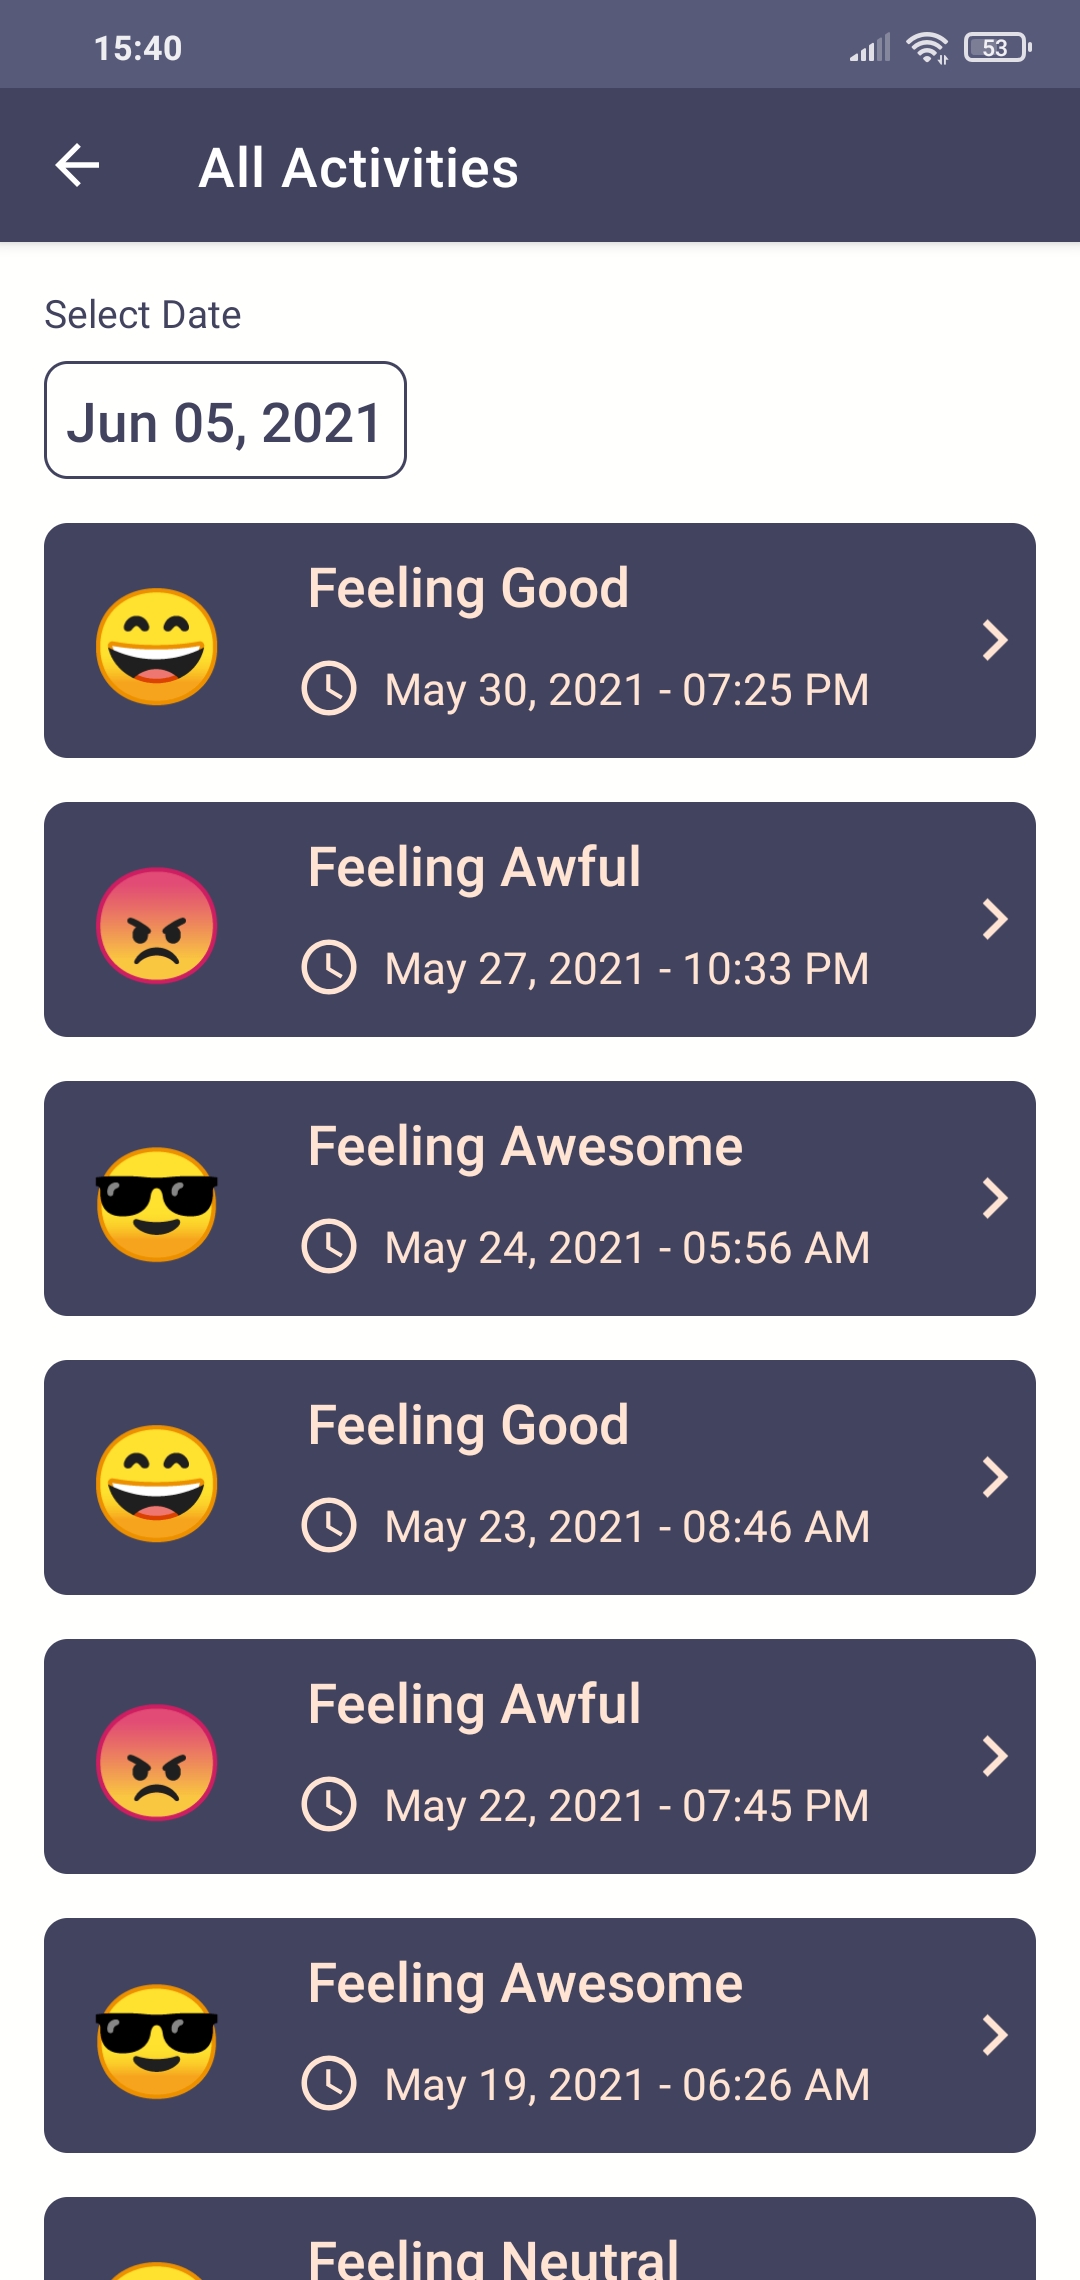 15:40
53
All Activities
Select Date
Jun 05, 2021
Feeling Good
May 30, 2021 - 07:25 PM
Feeling Awful
May 27, 2021 - 10:33 PM
Feeling Awesome
May 24, 2021 - 05:56 AM
Feeling Good
May 23, 2021 - 08:46 AM
Feeling Awful
May 22, 2021 - 07:45 PM
Feeling Awesome
May 19, 2021 - 06:26 AM
Feeling Neutral